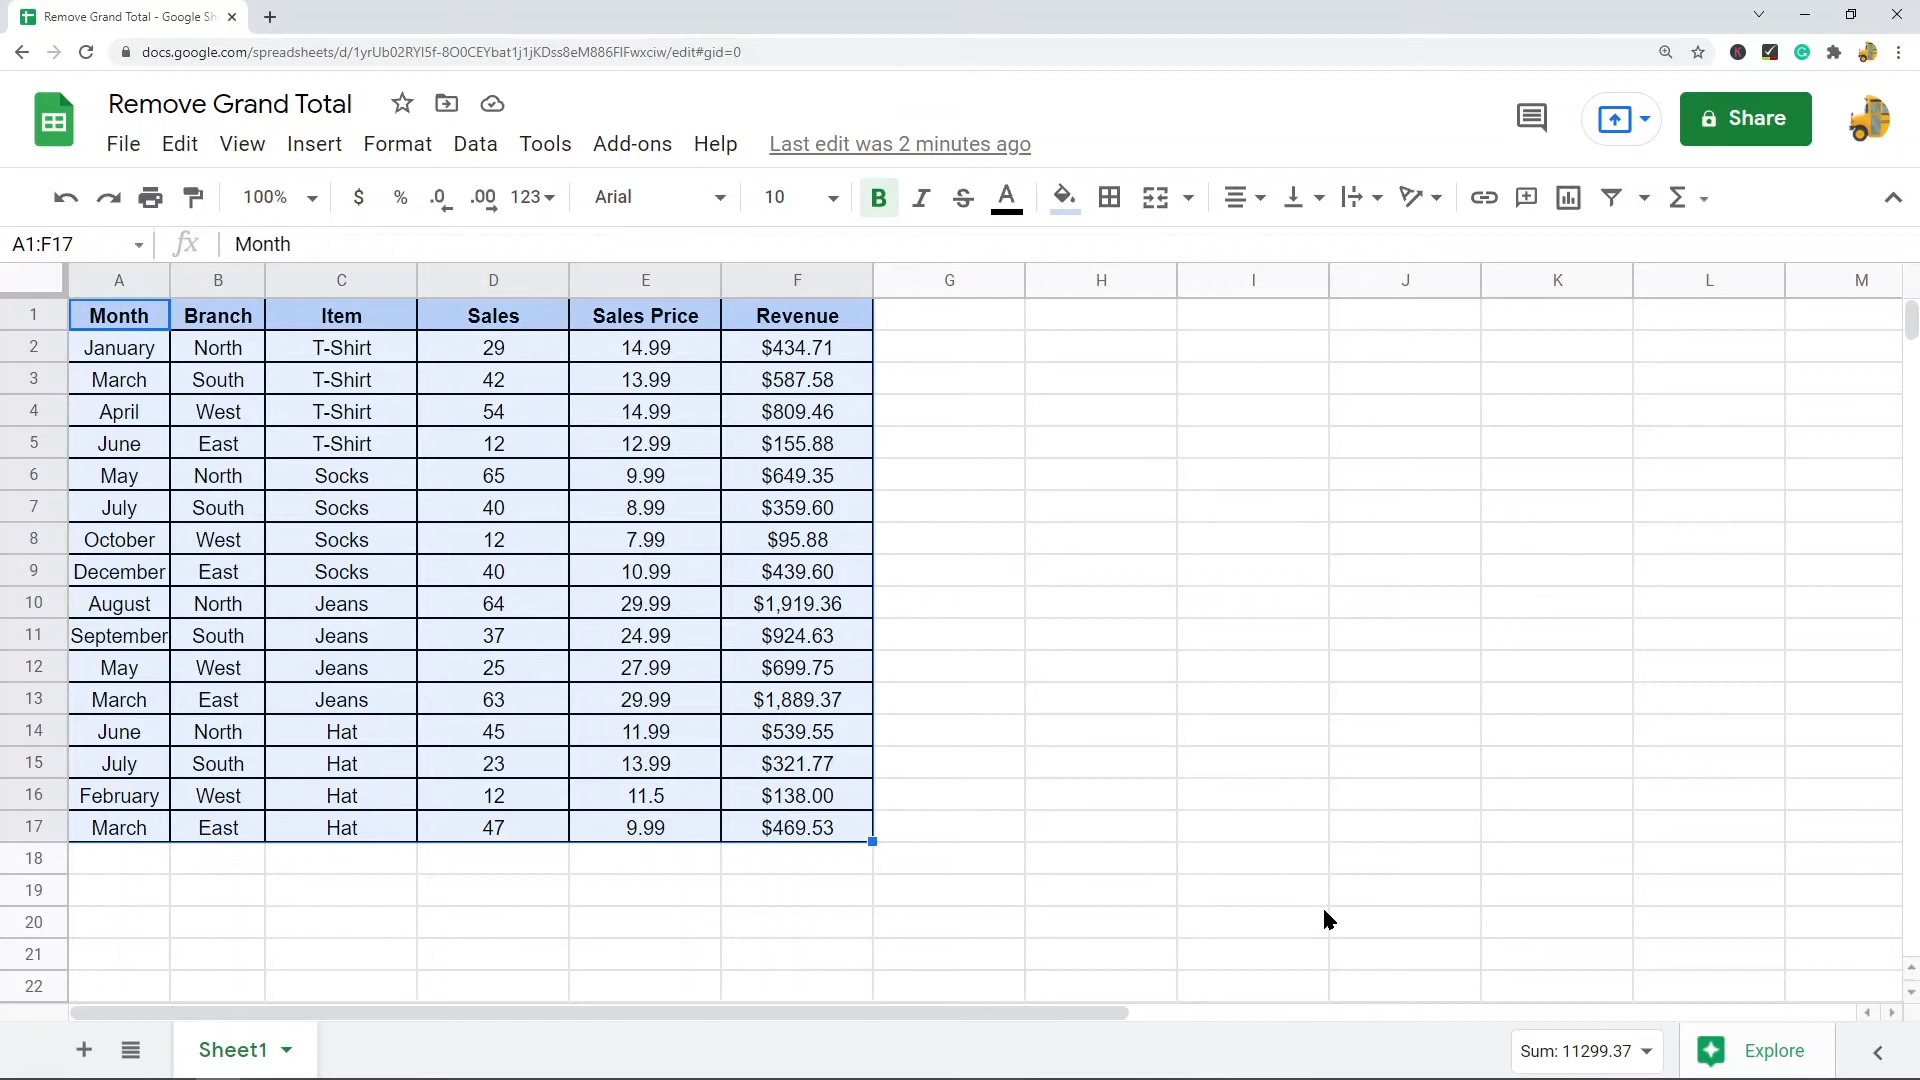 Remove Grand Total - Google Sh
docs.google.com/spreadsheets/d/1yrUb02RYI5f-8O0CEYbat1j1jKDss8eM886FIFwxciw/edit#gid=0
Remove Grand Total
Share
File Edit View Insert Format Data Tools Add-ons Help Last edit was 2 minutes ago
100% $ % .0 .00 123 Arial 10 B I S A Σ
A1:F17 fx Month
A B C D E F G H I J K L M
1 Month Branch Item Sales Sales Price Revenue
2 January North T-Shirt 29 14.99 $434.71
3 March South T-Shirt 42 13.99 $587.58
4 April West T-Shirt 54 14.99 $809.46
5 June East T-Shirt 12 12.99 $155.88
6 May North Socks 65 9.99 $649.35
7 July South Socks 40 8.99 $359.60
8 October West Socks 12 7.99 $95.88
9 December East Socks 40 10.99 $439.60
10 August North Jeans 64 29.99 $1,919.36
11 September South Jeans 37 24.99 $924.63
12 May West Jeans 25 27.99 $699.75
13 March East Jeans 63 29.99 $1,889.37
14 June North Hat 45 11.99 $539.55
15 July South Hat 23 13.99 $321.77
16 February West Hat 12 11.5 $138.00
17 March East Hat 47 9.99 $469.53
18
19
20
21
22
Sheet1 Sum: 11299.37 Explore